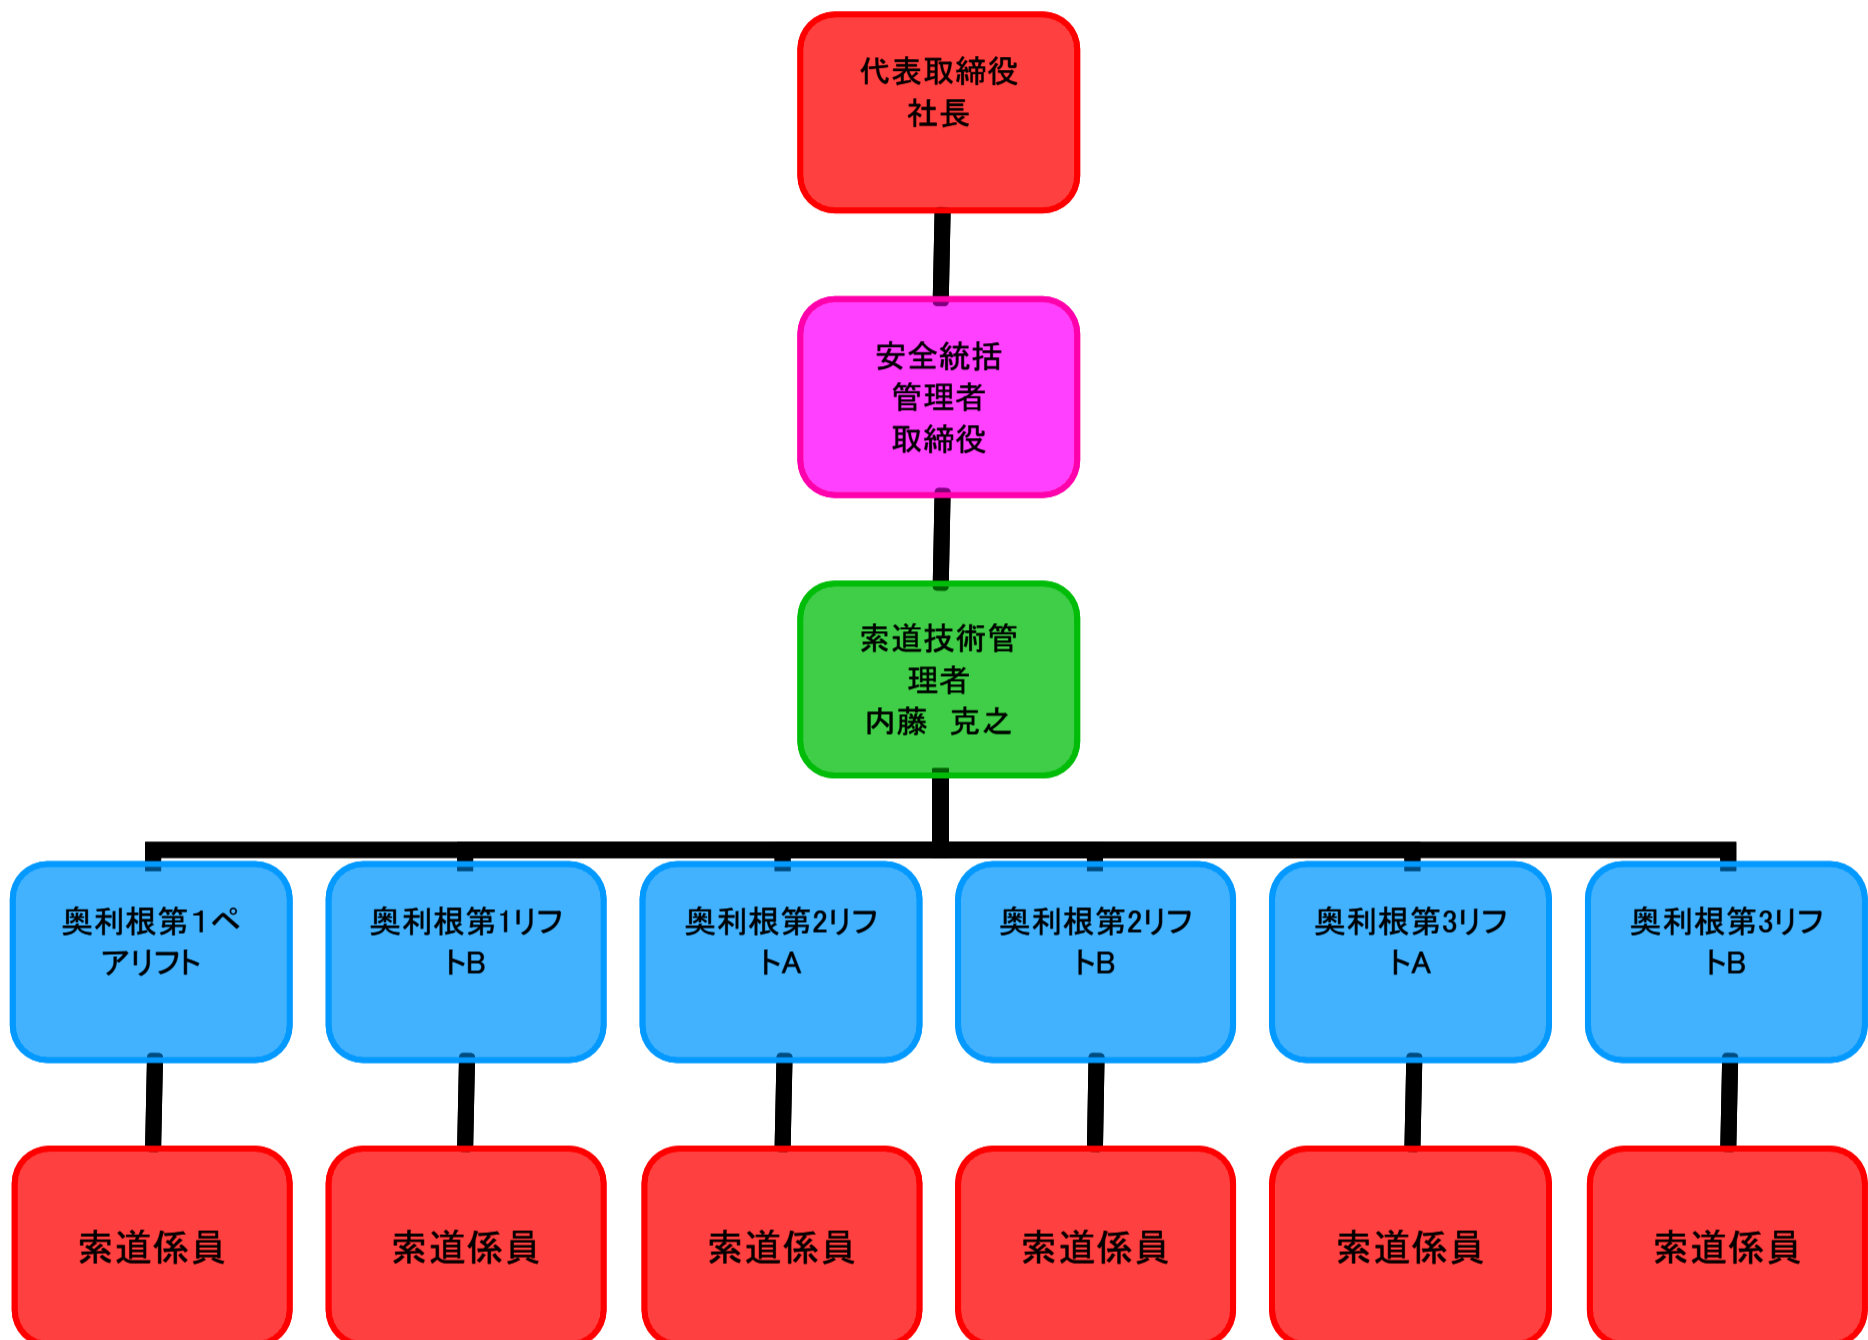 代表取締役
社長
安全統括
管理者
取締役
索道技術管
理者
内藤　克之
奥利根第１ペ
アリフト
奥利根第1リフ
トB
奥利根第2リフ
トA
奥利根第2リフ
トB
奥利根第3リフ
トA
奥利根第3リフ
トB
索道係員
索道係員
索道係員
索道係員
索道係員
索道係員